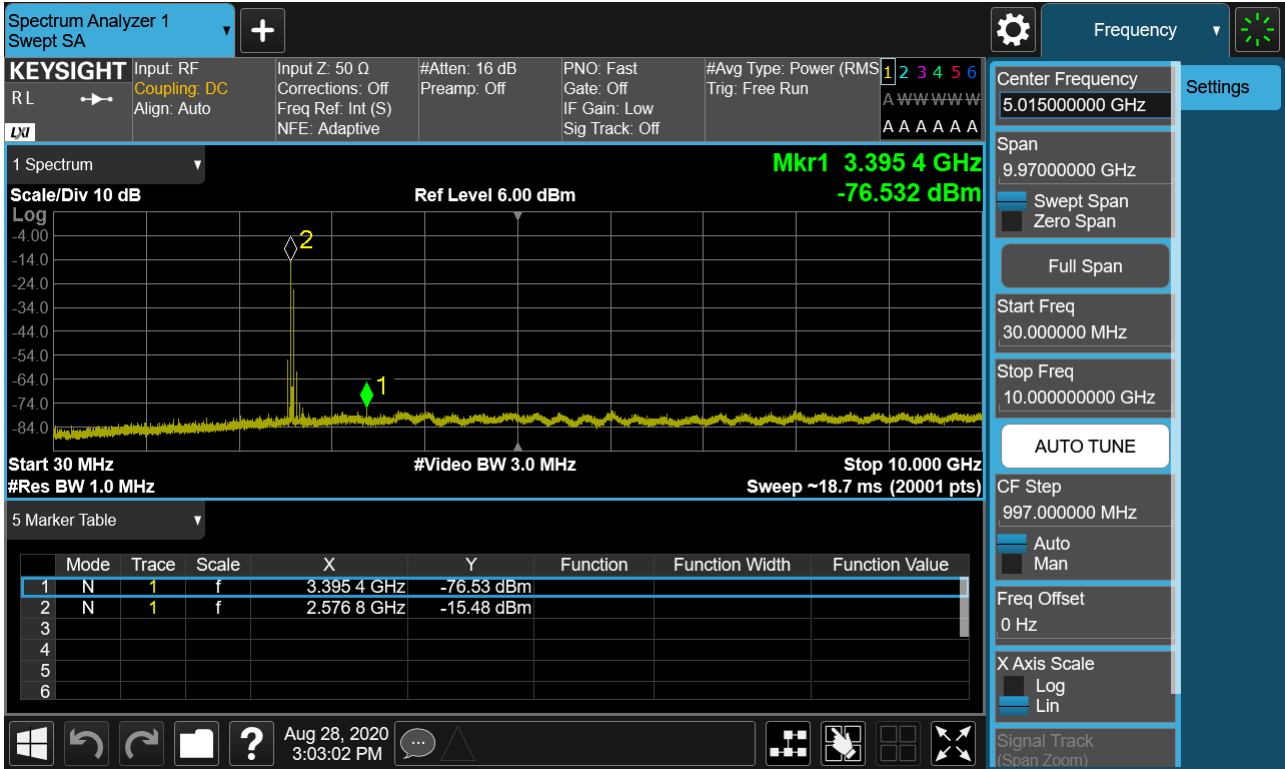 Spectrum Analyzer 1
Swept SA
+
Frequency
KEYSIGHT
RL
LXI
Input: RF
Coupling: DC
Align: Auto
Input Z: 50 Ω
Corrections: Off
Freq Ref: Int (S)
NFE: Adaptive
#Atten: 16 dB
Preamp: Off
PNO: Fast
Gate: Off
IF Gain: Low
Sig Track: Off
#Avg Type: Power (RMS
Trig: Free Run
1 2 3 4 5 6
A W W W W W
A A A A A A
1 Spectrum
Mkr1 3.395 4 GHz
-76.532 dBm
Scale/Div 10 dB
Ref Level 6.00 dBm
Log
-4.00
-14.0
-24.0
-34.0
-44.0
-54.0
-64.0
-74.0
-84.0
2
1
Start 30 MHz
#Video BW 3.0 MHz
Stop 10.000 GHz
#Res BW 1.0 MHz
Sweep ~18.7 ms (20001 pts)
5 Marker Table
Mode Trace Scale X Y Function Function Width Function Value
1 N 1 f 3.395 4 GHz -76.53 dBm
2 N 1 f 2.576 8 GHz -15.48 dBm
3
4
5
6
?
Aug 28, 2020
3:03:02 PM
Center Frequency
5.015000000 GHz
Span
9.97000000 GHz
Swept Span
Zero Span
Full Span
Start Freq
30.000000 MHz
Stop Freq
10.000000000 GHz
AUTO TUNE
CF Step
997.000000 MHz
Auto
Man
Freq Offset
0 Hz
X Axis Scale
Log
Lin
Signal Track
(Span Zoom)
Settings